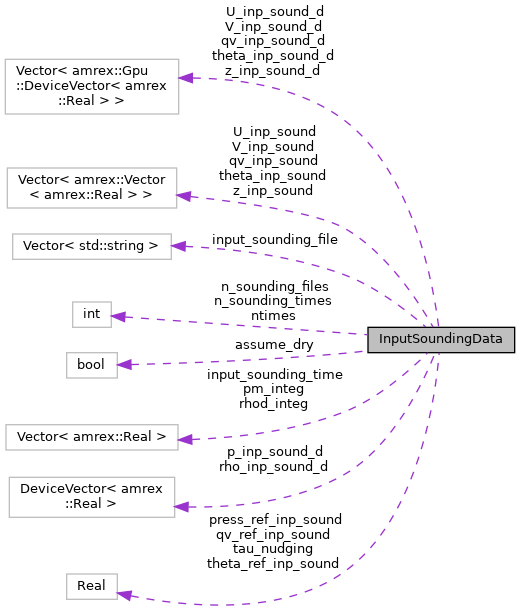 U_inp_sound_d
V_inp_sound_d
qv_inp_sound_d
theta_inp_sound_d
z_inp_sound_d
Vector< amrex::Gpu
::DeviceVector< amrex
::Real > >
U_inp_sound
V_inp_sound
qv_inp_sound
theta_inp_sound
z_inp_sound
Vector< amrex::Vector
< amrex::Real > >
input_sounding_file
Vector< std::string >
n_sounding_files
n_sounding_times
ntimes
int
InputSoundingData
assume_dry
bool
input_sounding_time
pm_integ
rhod_integ
Vector< amrex::Real >
p_inp_sound_d
rho_inp_sound_d
DeviceVector< amrex
::Real >
press_ref_inp_sound
qv_ref_inp_sound
tau_nudging
theta_ref_inp_sound
Real